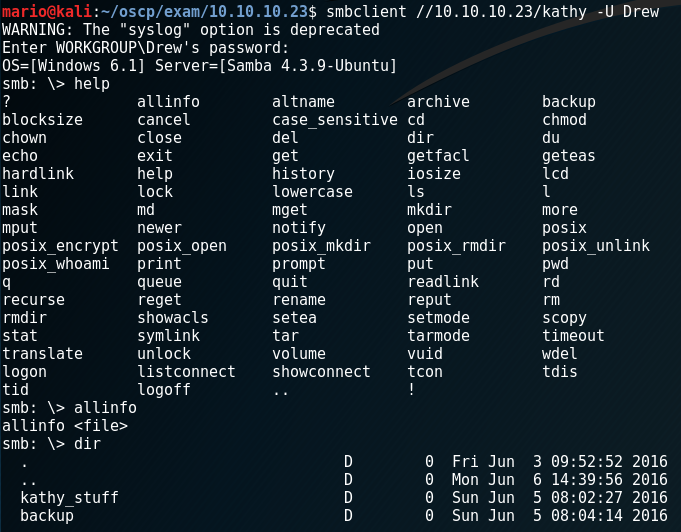 mario@kali:~/oscp/exam/10.10.10.23$ smbclient //10.10.10.23/kathy -U Drew
WARNING: The "syslog" option is deprecated
Enter WORKGROUP\Drew's password:
OS=[Windows 6.1] Server=[Samba 4.3.9-Ubuntu]
smb: \> help
?              allinfo        altname        archive        backup
blocksize      cancel         case_sensitive cd             chmod
chown          close          del            dir            du
echo           exit           get            getfacl        geteas
hardlink       help           history        iosize         lcd
link           lock           lowercase      ls             l
mask           md             mget           mkdir          more
mput           newer          notify         open           posix
posix_encrypt  posix_open     posix_mkdir    posix_rmdir    posix_unlink
posix_whoami   print          prompt         put            pwd
q              queue          quit           readlink       rd
recurse        reget          rename         reput          rm
rmdir          showacls       setea          setmode        scopy
stat           symlink        tar            tarmode        timeout
translate      unlock         volume         vuid           wdel
logon          listconnect    showconnect    tcon           tdis
tid            logoff         ..             !
smb: \> allinfo
allinfo <file>
smb: \> dir
  .                                   D        0  Fri Jun  3 09:52:52 2016
  ..                                  D        0  Mon Jun  6 14:39:56 2016
  kathy_stuff                         D        0  Sun Jun  5 08:02:27 2016
  backup                              D        0  Sun Jun  5 08:04:14 2016